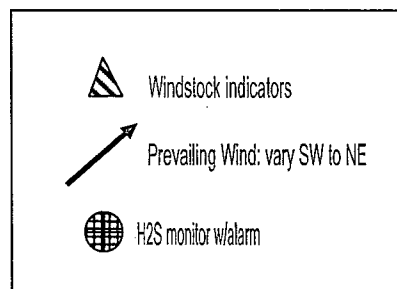 Windstock indicators
Prevailing Wind: vary SW to NE
H2S monitor w/alarm